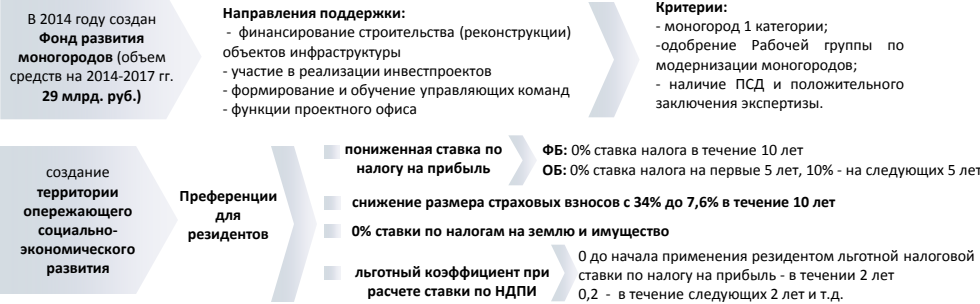 В 2014 году создан
Фонд развития
моногородов (объем
средств на 2014-2017 гг.
29 млрд. руб.)
Направления поддержки:
- финансирование строительства (реконструкции)
объектов инфраструктуры
- участие в реализации инвестпроектов
- формирование и обучение управляющих команд
- функции проектного офиса
Критерии:
- моногород 1 категории;
-одобрение Рабочей группы по
модернизации моногородов;
- наличие ПСД и положительного
заключения экспертизы.
создание
территории
опережающего
социально-
экономического
развития
Преференции
для
резидентов
пониженная ставка по
налогу на прибыль
ФБ: 0% ставка налога в течение 10 лет
ОБ: 0% ставка налога на первые 5 лет, 10% - на следующих 5 лет
снижение размера страховых взносов с 34% до 7,6% в течение 10 лет
0% ставки по налогам на землю и имущество
льготный коэффициент при
расчете ставки по НДПИ
0 до начала применения резидентом льготной налоговой
ставки по налогу на прибыль - в течении 2 лет
0,2 - в течение следующих 2 лет и т.д.